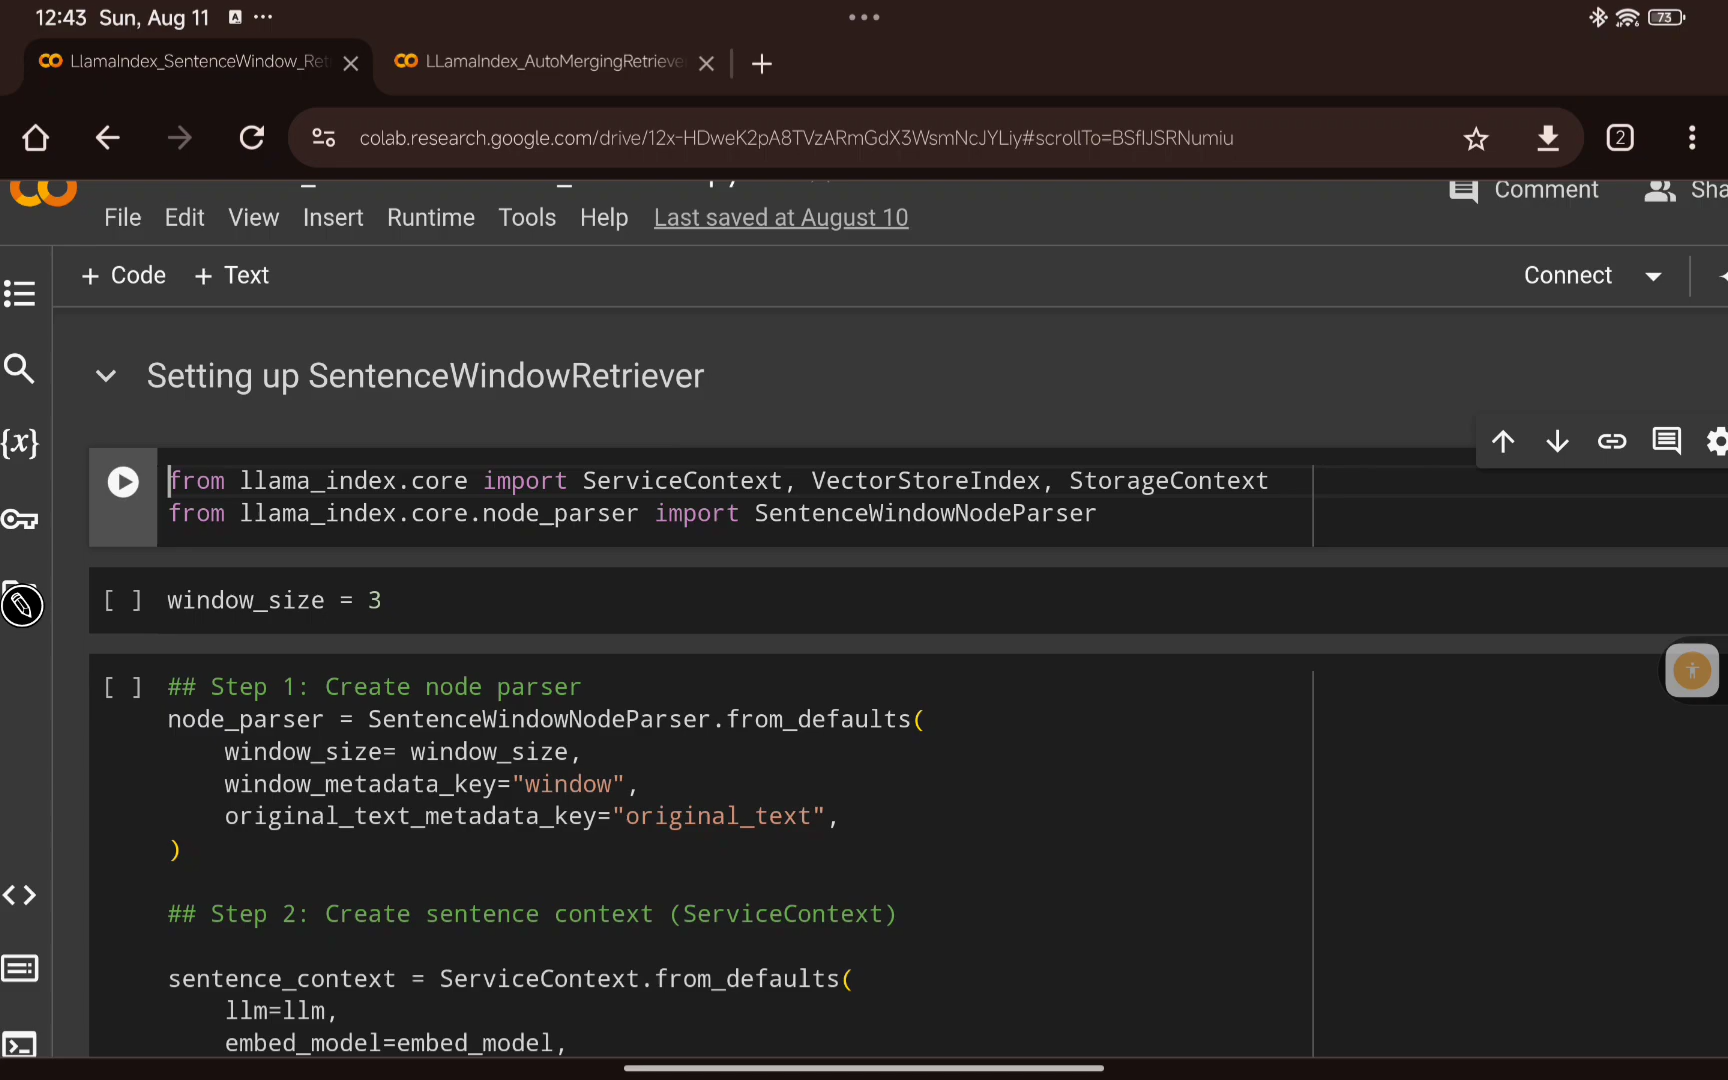 12:43 Sun, Aug 11 A ···
73
LlamaIndex_SentenceWindow_Ret
LLamaIndex_AutoMergingRetrieve
colab.research.google.com/drive/12x-HDweK2pA8TVzARmGdX3WsmNcJYLiy#scrollTo=BSfIJSRNumiu
2
Comment Sha
File Edit View Insert Runtime Tools Help Last saved at August 10
+ Code + Text Connect
Setting up SentenceWindowRetriever
from llama_index.core import ServiceContext, VectorStoreIndex, StorageContext
from llama_index.core.node_parser import SentenceWindowNodeParser
[ ] window_size = 3
[ ] ## Step 1: Create node parser
node_parser = SentenceWindowNodeParser.from_defaults(
window_size= window_size,
window_metadata_key="window",
original_text_metadata_key="original_text",
)
## Step 2: Create sentence context (ServiceContext)
sentence_context = ServiceContext.from_defaults(
llm=llm,
embed_model=embed_model,